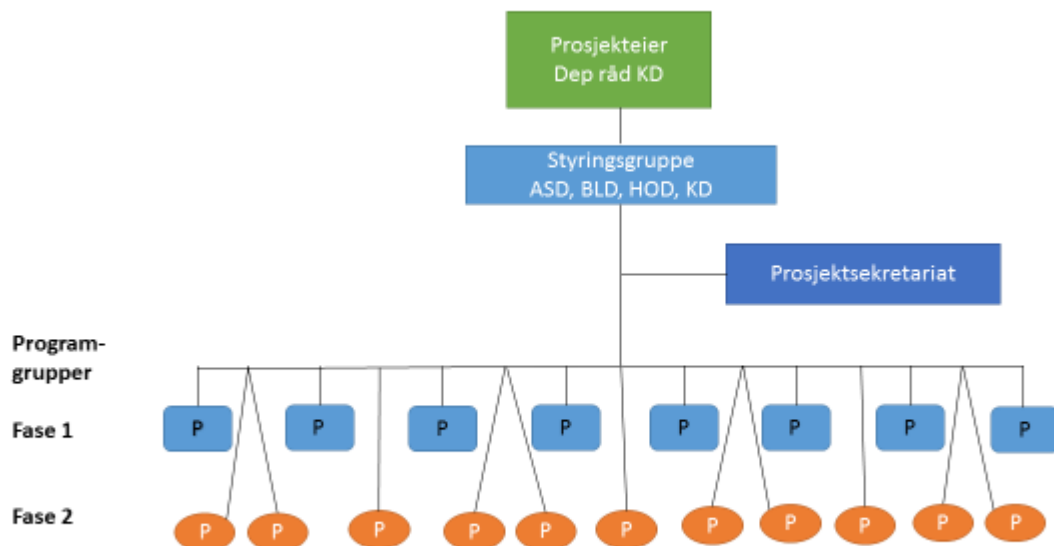 Prosjekteier
Dep råd KD
Styringsgruppe
ASD, BLD, HOD, KD
Prosjektsekretariat
Program-
grupper
Fase 1
P P P P P P P P
Fase 2
P P P P P P P P P P P